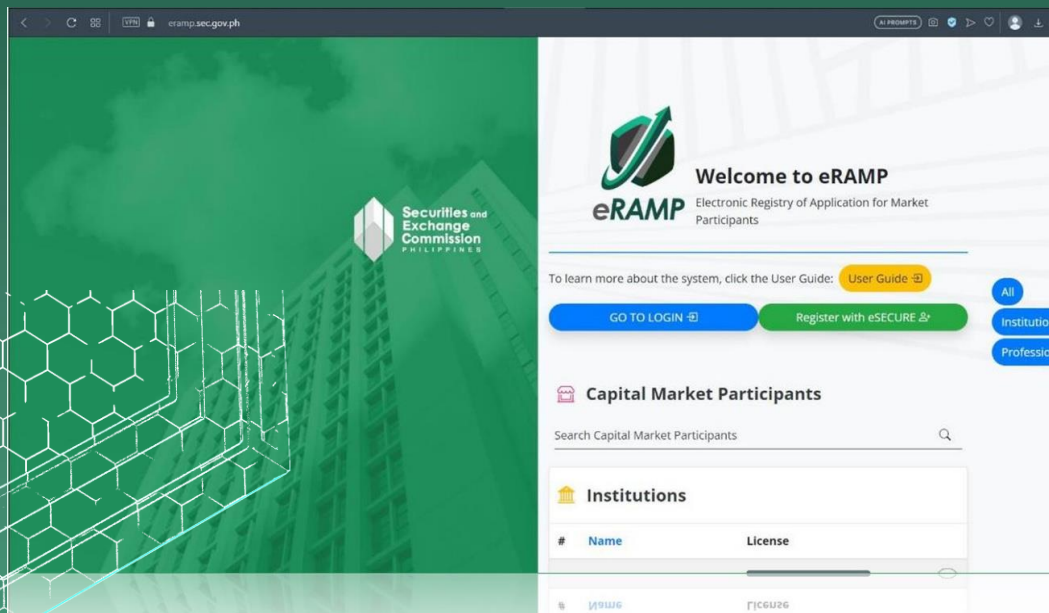 VPN
eramp.sec.gov.ph
AI PROMPTS
Securities and
Exchange
Commission
PHILIPPINES
eRAMP
Welcome to eRAMP
Electronic Registry of Application for Market
Participants
To learn more about the system, click the User Guide:
User Guide
GO TO LOGIN
Register with eSECURE
All
Institutio
Professio
Capital Market Participants
Search Capital Market Participants
Institutions
# Name License